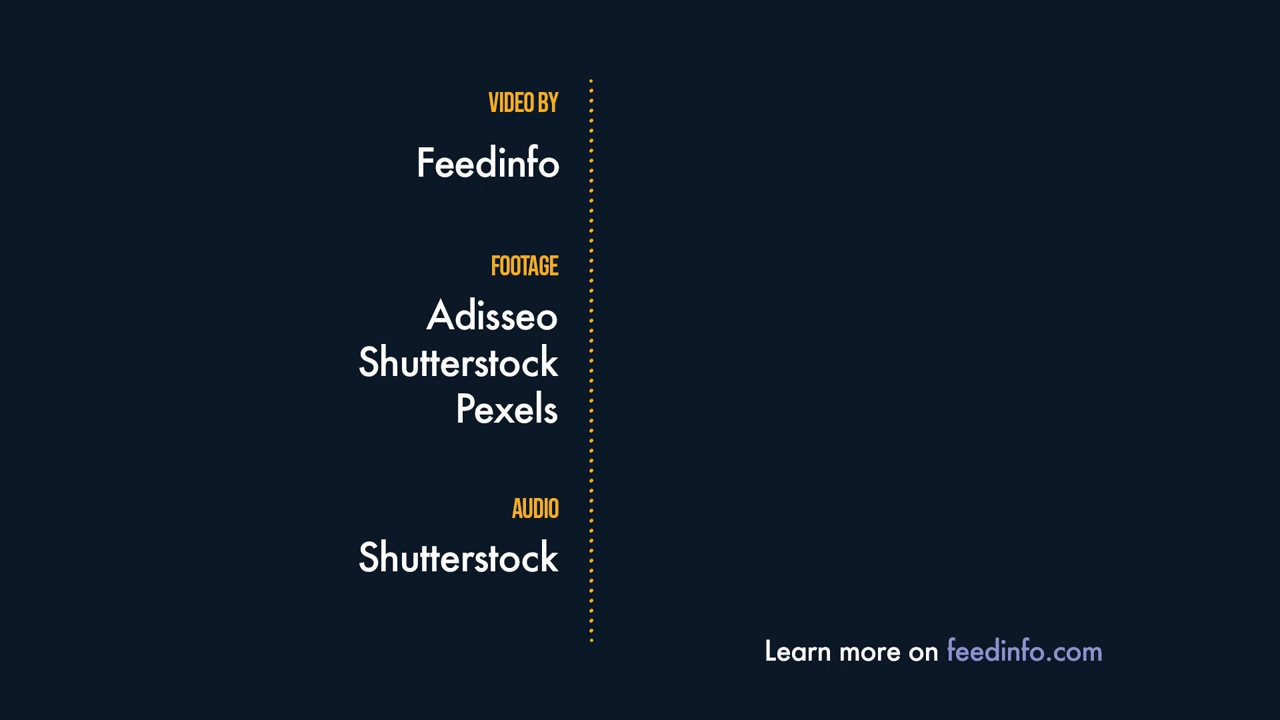 VIDEO BY
Feedinfo
FOOTAGE
Adisseo
Shutterstock
Pexels
AUDIO
Shutterstock
Learn more on feedinfo.com